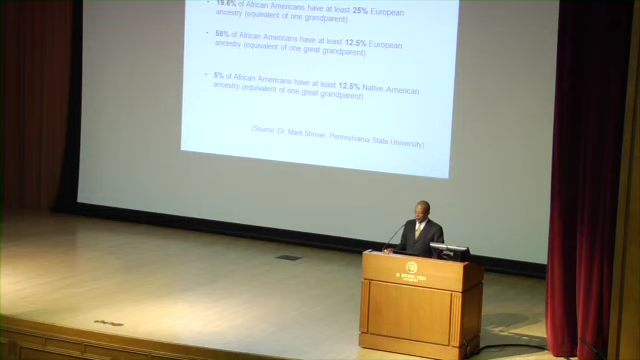 19.6% of African Americans have at least 25% European
ancestry (equivalent of one grandparent)
58% of African Americans have at least 12.5% European
ancestry (equivalent of one great grandparent)
5% of African Americans have at least 12.5% Native American
ancestry (equivalent of one great grandparent)
(Source: Dr. Mark Shriver, Pennsylvania State University)